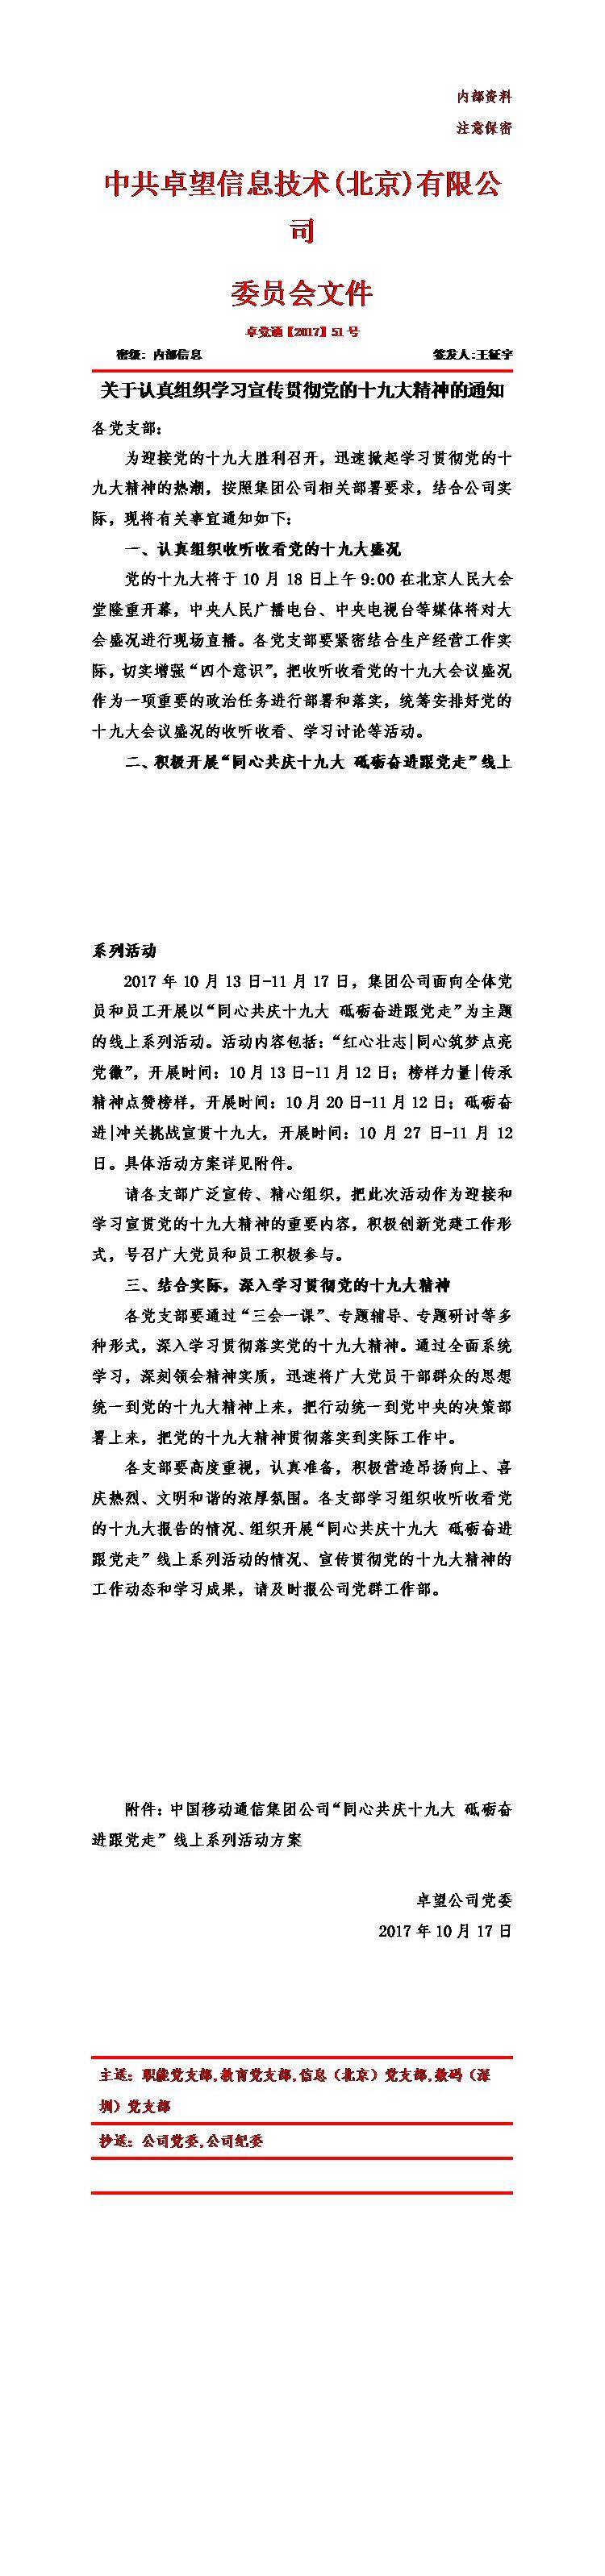 内部资料
注意保密
中共卓望信息技术(北京)有限公
司
委员会文件
卓党通【2017】51 号
密级：内部信息 签发人:王征宇
关于认真组织学习宣传贯彻党的十九大精神的通知
各党支部：
为迎接党的十九大胜利召开，迅速掀起学习贯彻党的十
九大精神的热潮，按照集团公司相关部署要求，结合公司实
际，现将有关事宜通知如下：
一、认真组织收听收看党的十九大盛况
党的十九大将于 10 月 18 日上午 9:00 在北京人民大会
堂隆重开幕，中央人民广播电台、中央电视台等媒体将对大
会盛况进行现场直播。各党支部要紧密结合生产经营工作实
际，切实增强“四个意识”，把收听收看党的十九大会议盛况
作为一项重要的政治任务进行部署和落实，统筹安排好党的
十九大会议盛况的收听收看、学习讨论等活动。
二、积极开展“同心共庆十九大 砥砺奋进跟党走”线上
系列活动
2017 年 10 月 13 日-11 月 17 日，集团公司面向全体党
员和员工开展以“同心共庆十九大 砥砺奋进跟党走”为主题
的线上系列活动。活动内容包括：“红心壮志|同心筑梦点亮
党徽”，开展时间：10 月 13 日-11 月 12 日；榜样力量|传承
精神点赞榜样，开展时间：10 月 20 日-11 月 12 日；砥砺奋
进|冲关挑战宣贯十九大，开展时间：10 月 27 日-11 月 12
日。具体活动方案详见附件。
请各支部广泛宣传、精心组织，把此次活动作为迎接和
学习宣贯党的十九大精神的重要内容，积极创新党建工作形
式，号召广大党员和员工积极参与。
三、结合实际，深入学习贯彻党的十九大精神
各党支部要通过“三会一课”、专题辅导、专题研讨等多
种形式，深入学习贯彻落实党的十九大精神。通过全面系统
学习，深刻领会精神实质，迅速将广大党员干部群众的思想
统一到党的十九大精神上来，把行动统一到党中央的决策部
署上来，把党的十九大精神贯彻落实到实际工作中。
各支部要高度重视，认真准备，积极营造昂扬向上、喜
庆热烈、文明和谐的浓厚氛围。各支部学习组织收听收看党
的十九大报告的情况、组织开展“同心共庆十九大 砥砺奋进
跟党走”线上系列活动的情况、宣传贯彻党的十九大精神的
工作动态和学习成果，请及时报公司党群工作部。
附件：中国移动通信集团公司“同心共庆十九大 砥砺奋
进跟党走”线上系列活动方案
卓望公司党委
2017 年 10 月 17 日
主送：职能党支部,教育党支部,信息（北京）党支部,数码（深
圳）党支部
抄送：公司党委,公司纪委